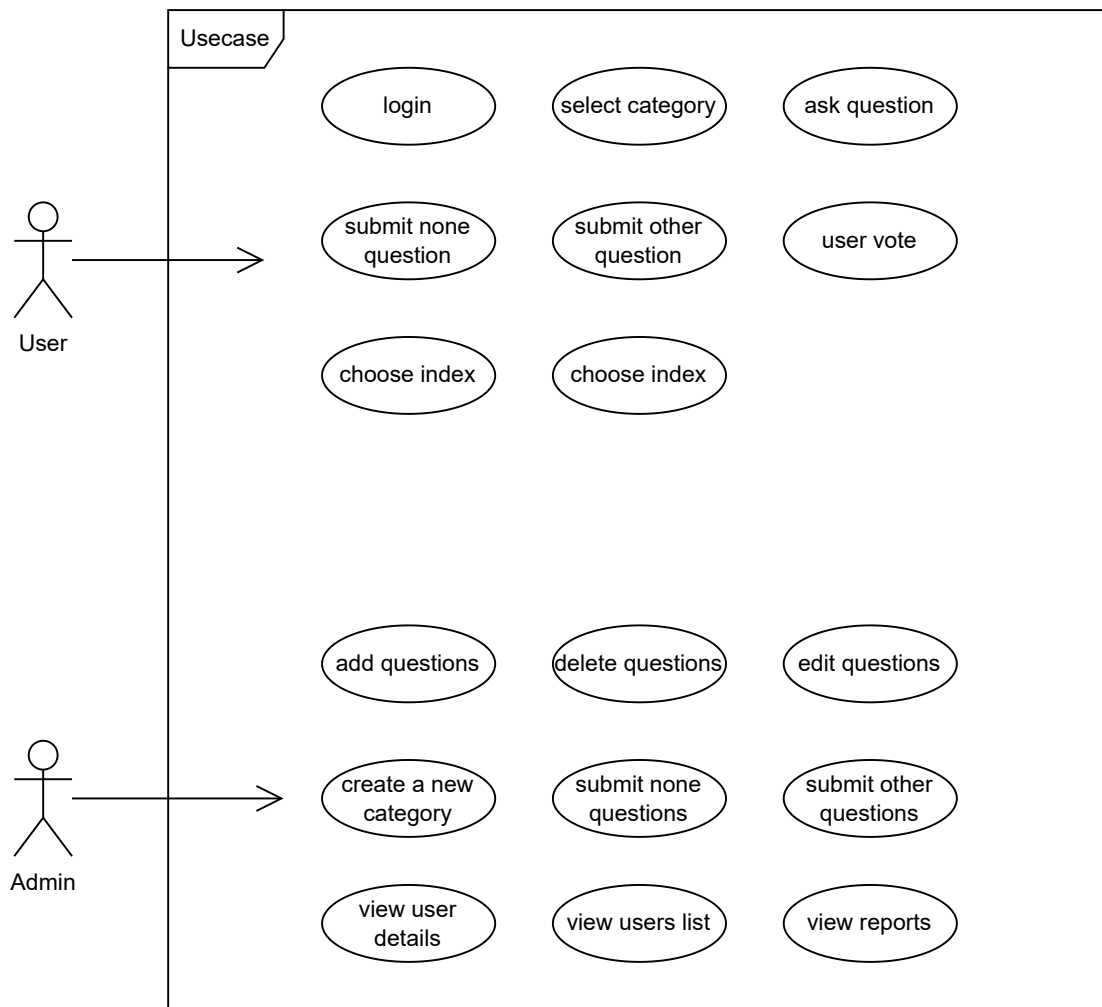 Usecase
login
select category
ask question
submit none
question
submit other
question
user vote
User
choose index
choose index
add questions
delete questions
edit questions
create a new
category
submit none
questions
submit other
questions
Admin
view user
details
view users list
view reports